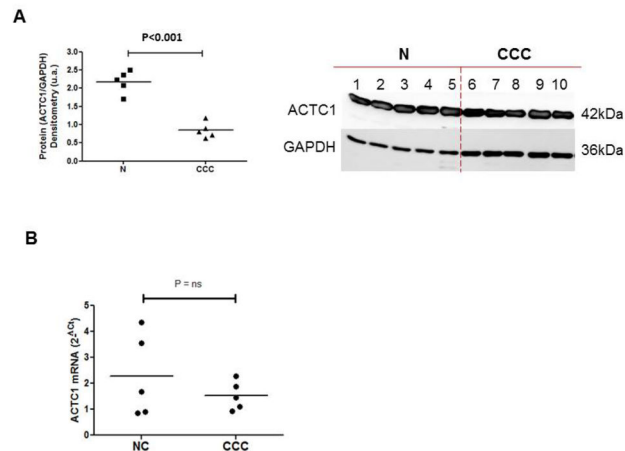 A
P<0.001
Protein (ACTC1/GAPDH)
Densitometry (u.a.)
3.0
2.5
2.0
1.5
1.0
0.5
0.0
N CCC
N CCC
1 2 3 4 5 6 7 8 9 10
ACTC1 42kDa
GAPDH 36kDa
B
P = ns
ACTC1 mRNA (2^-ΔCt)
5
4
3
2
1
0
NC CCC